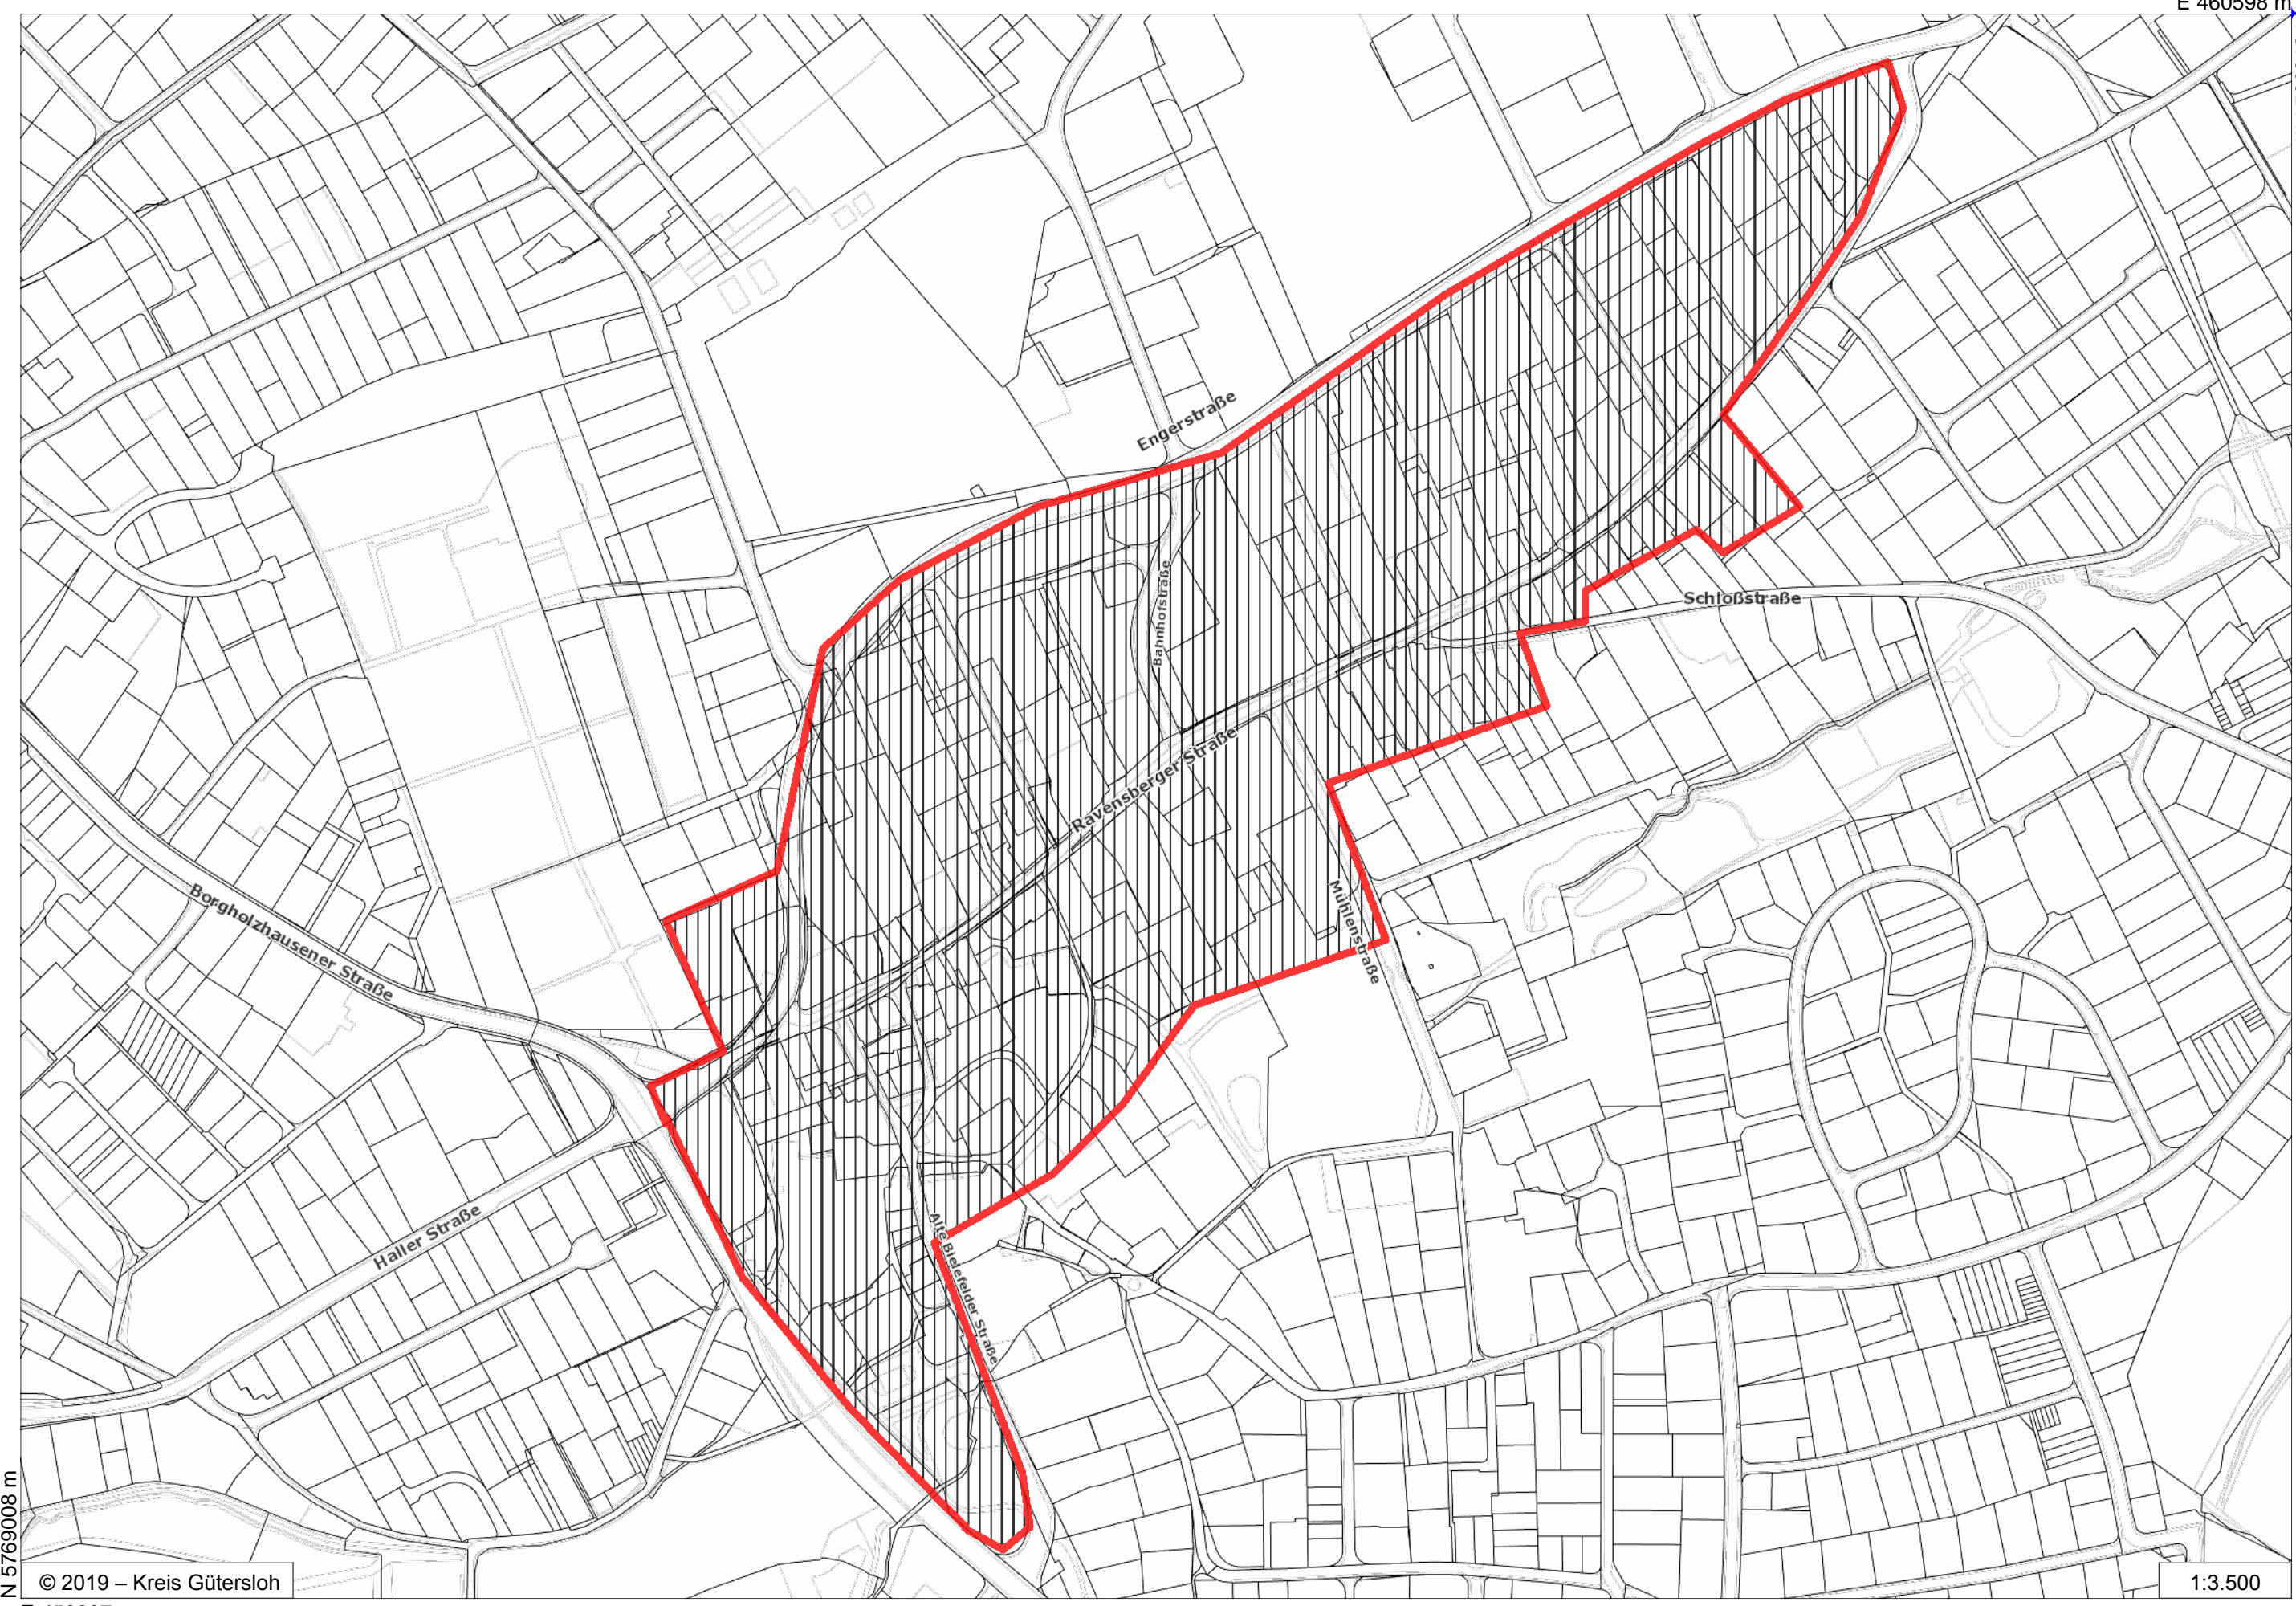 E 460598 m
Engerstraße
Bahnhofstraße
Schloßstraße
Ravensberger Straße
Mühlenstraße
Borgholzhausener Straße
Haller Straße
Alte Bielefelder Straße
N 5769008 m
© 2019 – Kreis Gütersloh
1:3.500